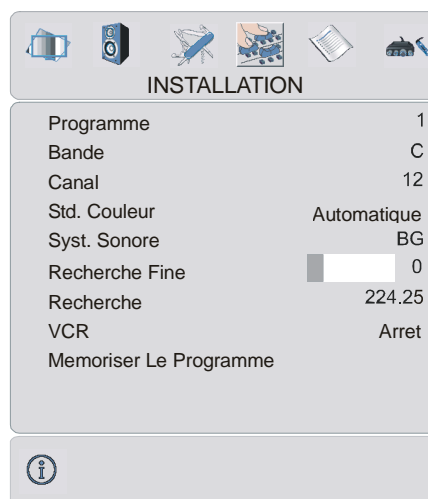 INSTALLATION
Programme 1
Bande C
Canal 12
Std. Couleur Automatique
Syst. Sonore BG
Recherche Fine 0
Recherche 224.25
VCR Arret
Memoriser Le Programme
i